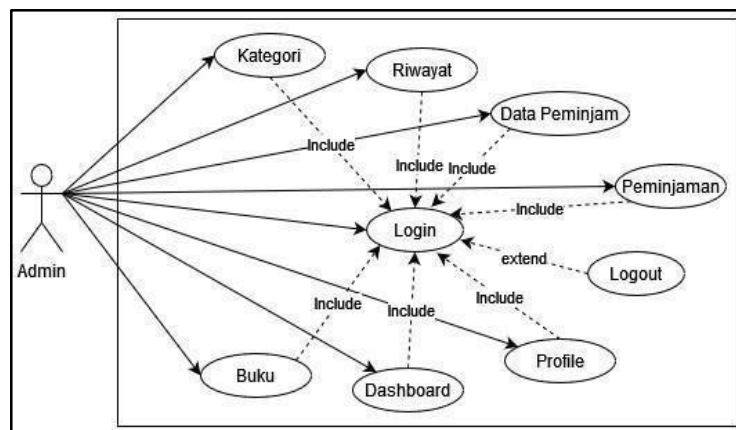 Kategori
Riwayat
Data Peminjam
Include
Include
Include
Peminjaman
Include
Login
Admin
extend
Logout
Include
Include
Include
Buku
Dashboard
Profile